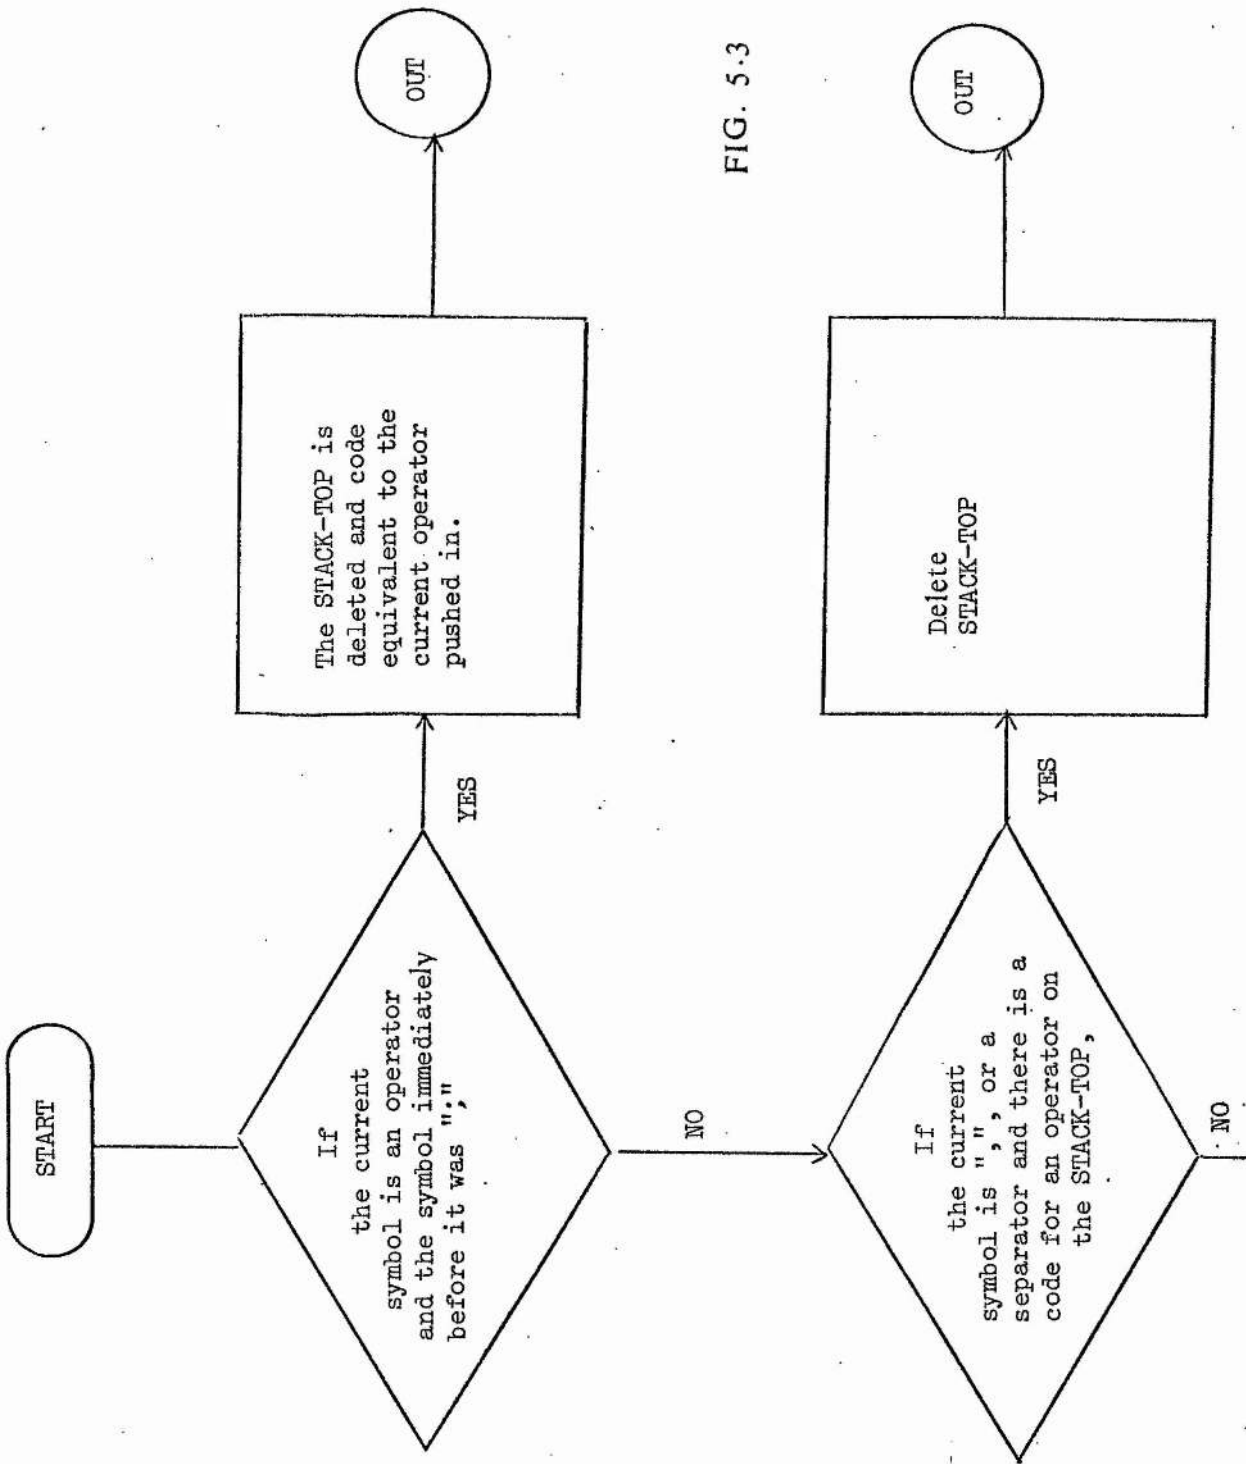 START
If
the current
symbol is an operator
and the symbol immediately
before it was ";"
YES
The STACK-TOP is
deleted and code
equivalent to the
current operator
pushed in.
OUT
NO
If
the current
symbol is ",", or a
separator and there is a
code for an operator on
the STACK-TOP,
YES
Delete
STACK-TOP
OUT
NO
FIG. 5.3